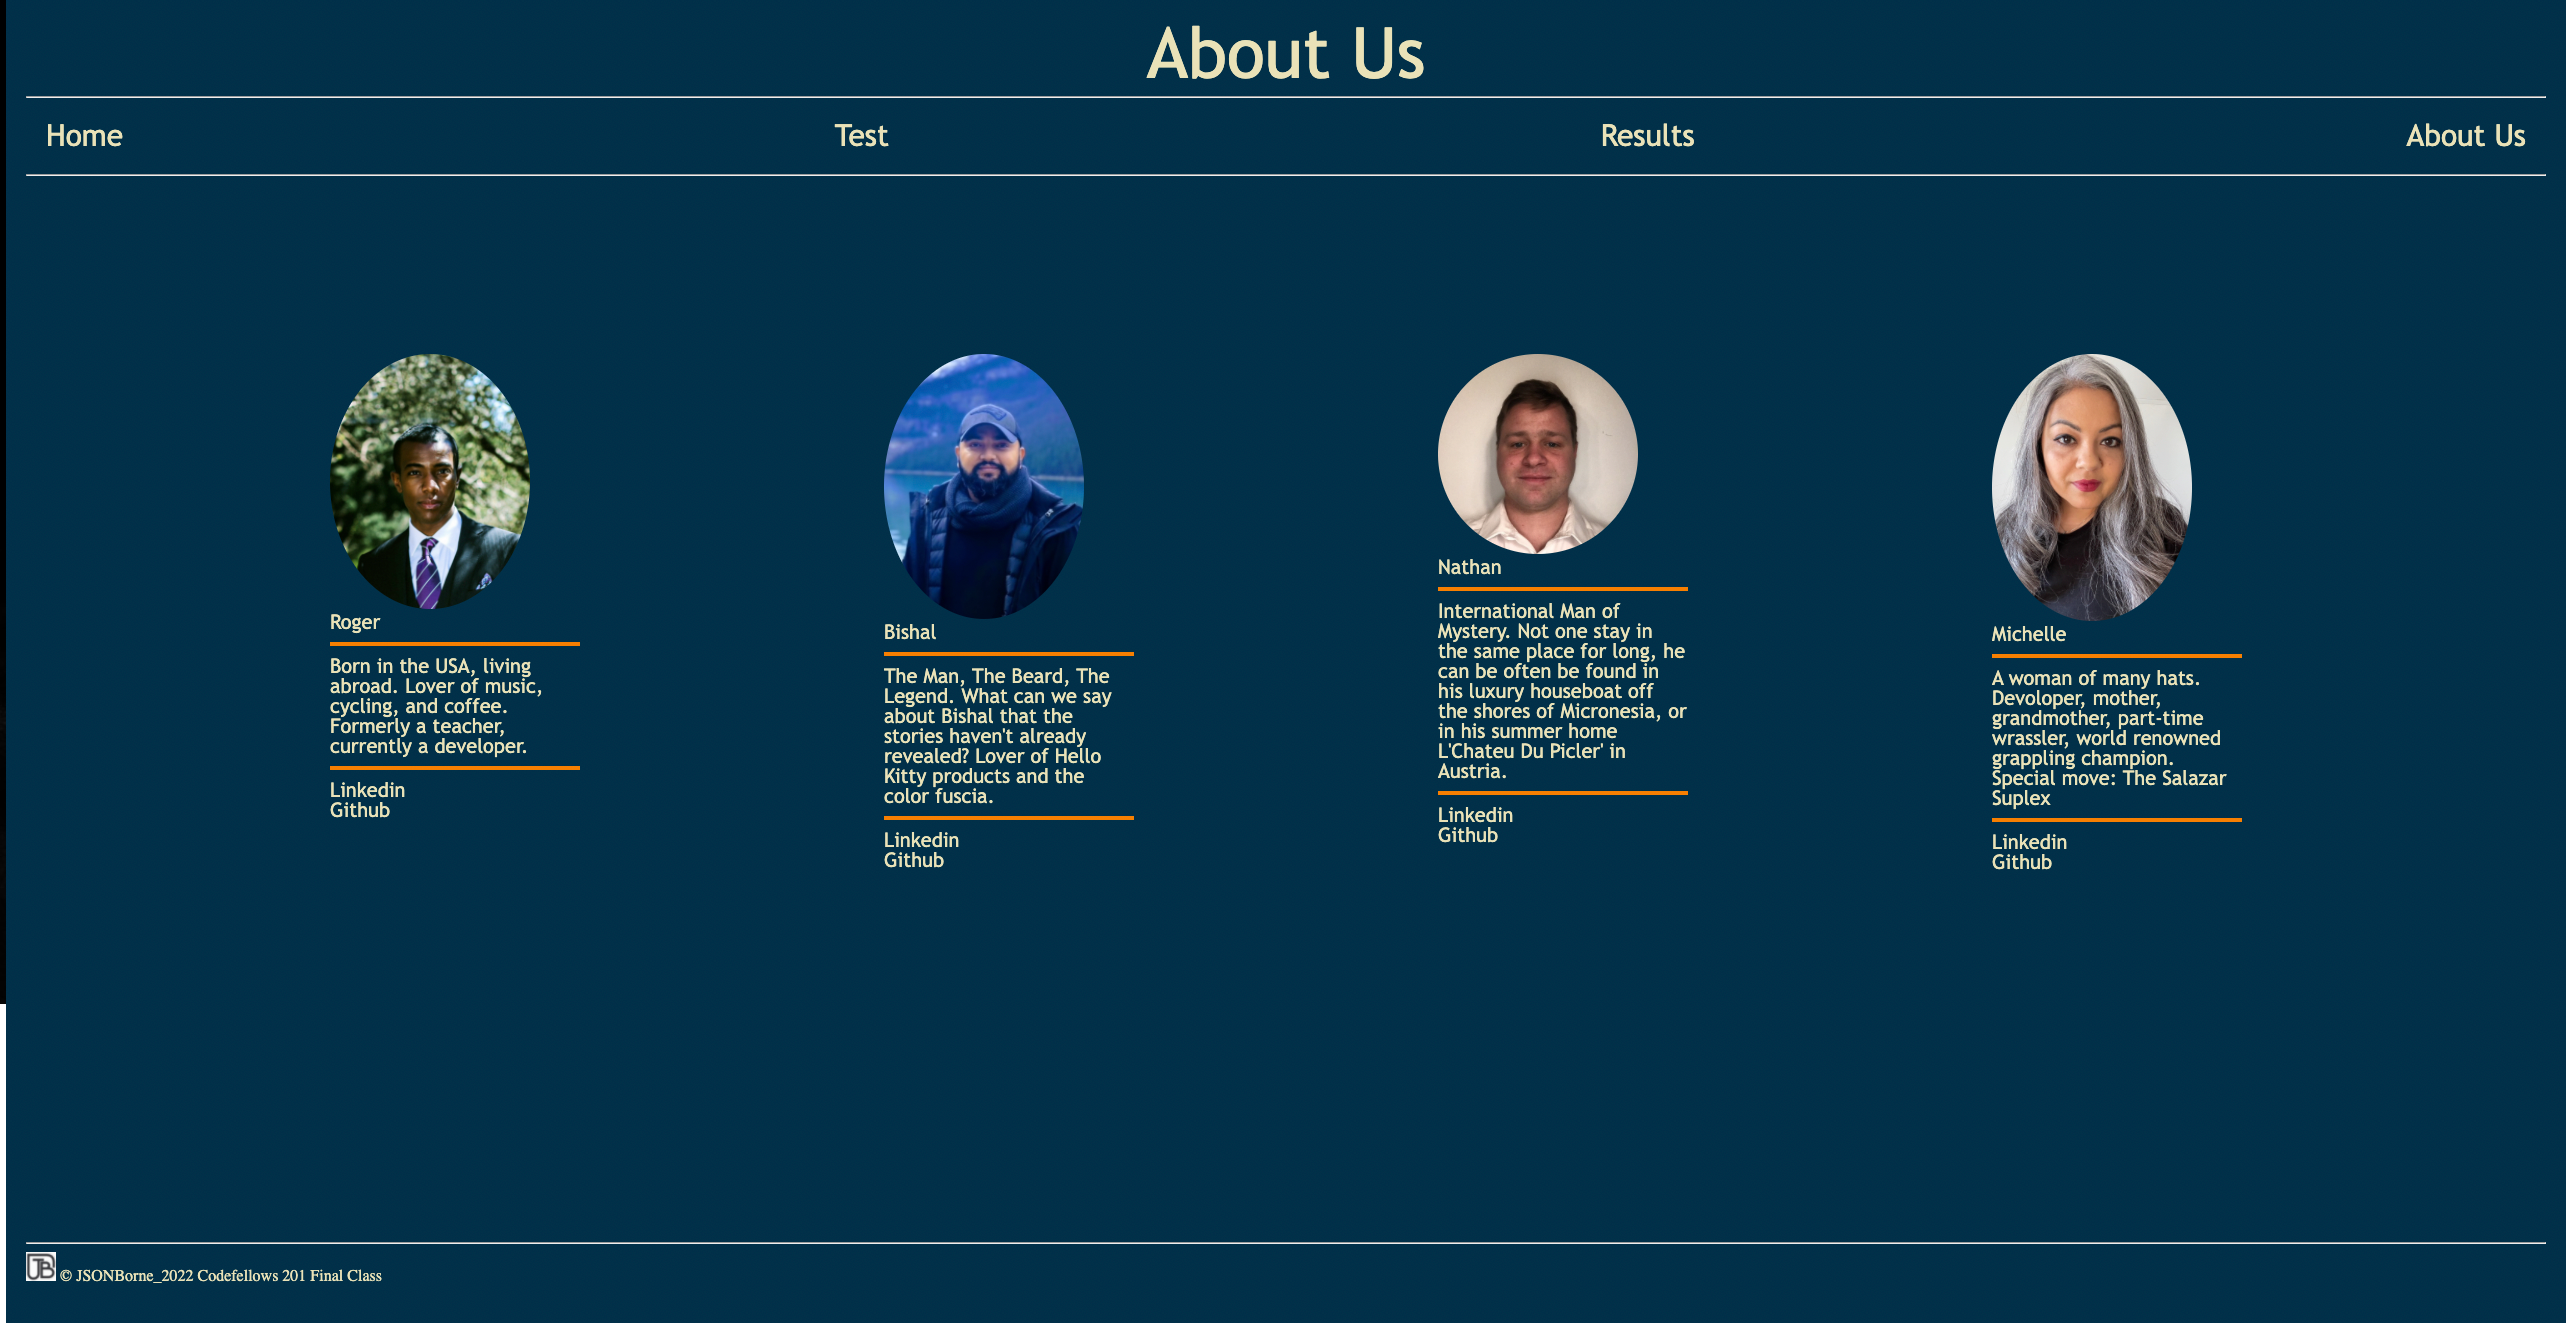 About Us
Home
Test
Results
About Us
Roger
Born in the USA, living
abroad. Lover of music,
cycling, and coffee.
Formerly a teacher,
currently a developer.
Linkedin
Github
Bishal
The Man, The Beard, The
Legend. What can we say
about Bishal that the
stories haven't already
revealed? Lover of Hello
Kitty products and the
color fuscia.
Linkedin
Github
Nathan
International Man of
Mystery. Not one stay in
the same place for long, he
can be often be found in
his luxury houseboat off
the shores of Micronesia, or
in his summer home
L'Chateu Du Picler' in
Austria.
Linkedin
Github
Michelle
A woman of many hats.
Devoloper, mother,
grandmother, part-time
wrassler, world renowned
grappling champion.
Special move: The Salazar
Suplex
Linkedin
Github
JB © JSONBorne_2022 Codefellows 201 Final Class